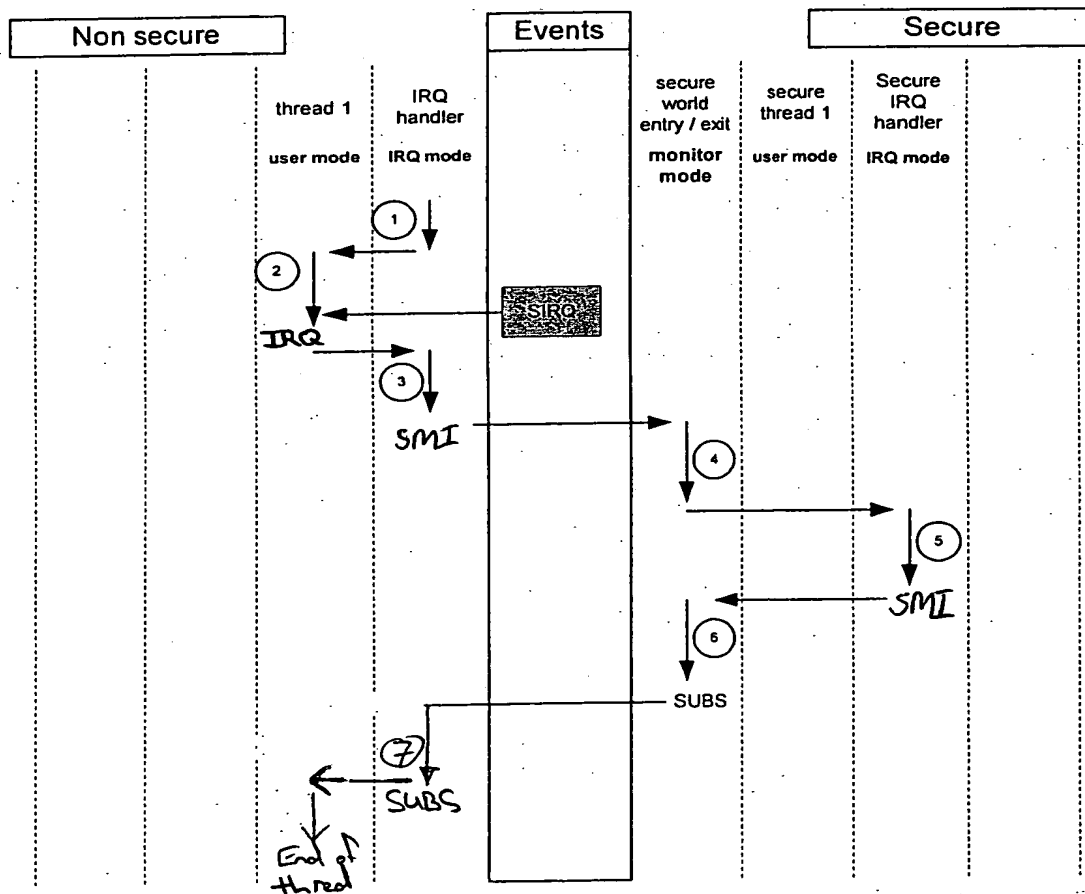 Non secure
Events
Secure
thread 1
user mode
IRQ
handler
IRQ mode
secure
world
entry / exit
monitor
mode
secure
thread 1
user mode
Secure
IRQ
handler
IRQ mode
1
2
SIRQ
IRQ
3
SMI
4
5
SMI
6
SUBS
7
SUBS
End of
thread